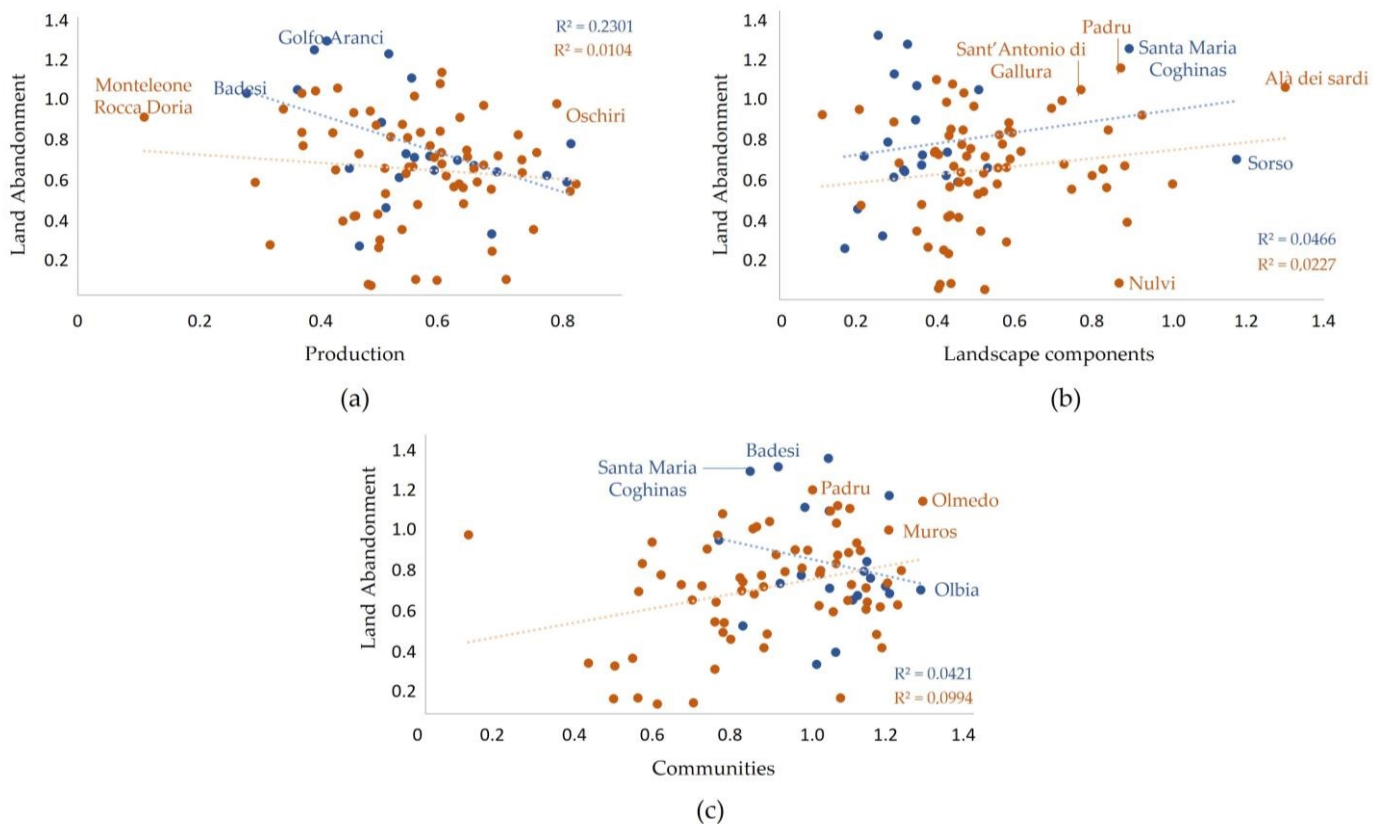 1.4
1.2
1.0
0.8
0.6
0.4
0.2
Land Abandonment
Golfo Aranci
R² = 0.2301
R² = 0.0104
Monteleone
Rocca Doria
Badesi
Oschiri
0
0.2
0.4
0.6
0.8
Production
(a)
1.4
1.2
1.0
0.8
0.6
0.4
0.2
Land Abandonment
Padru
Sant'Antonio di
Gallura
Santa Maria
Coghinas
Alà dei sardi
Sorso
R² = 0.0466
R² = 0.0227
Nulvi
0
0.2
0.4
0.6
0.8
1.0
1.2
1.4
Landscape components
(b)
1.4
1.2
1.0
0.8
0.6
0.4
0.2
Land Abandonment
Badesi
Santa Maria
Coghinas
Padru
Olmedo
Muros
Olbia
R² = 0.0421
R² = 0.0994
0
0.2
0.4
0.6
0.8
1.0
1.2
1.4
Communities
(c)